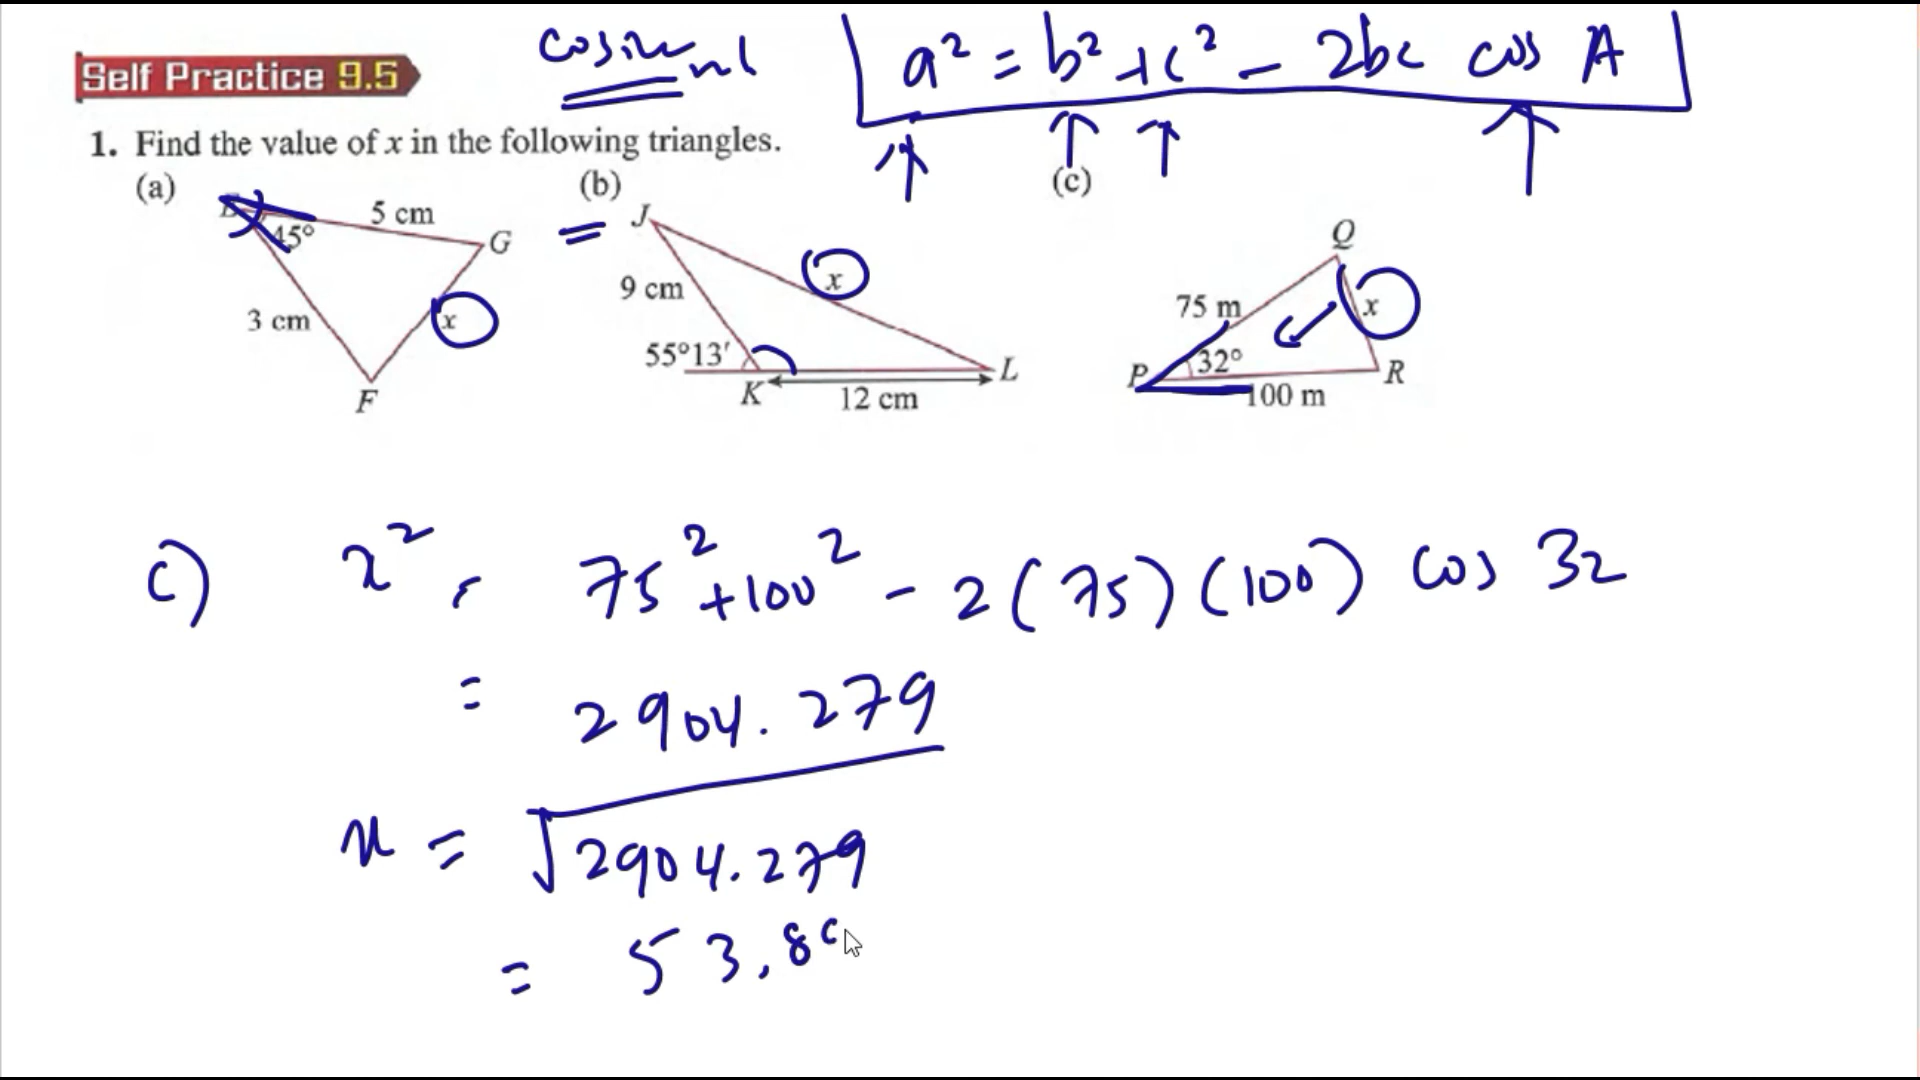 cosine
a² = b² + c² - 2bc cos A
Self Practice 9.5
1. Find the value of x in the following triangles.
(a)
(b)
(c)
5 cm
45°
G
3 cm
x
F
J
9 cm
x
55°13′
K
12 cm
L
Q
75 m
x
P
32°
R
100 m
c) x² = 75² + 100² - 2(75)(100) cos 32
= 2904.279
x = √2904.279
= 53.8